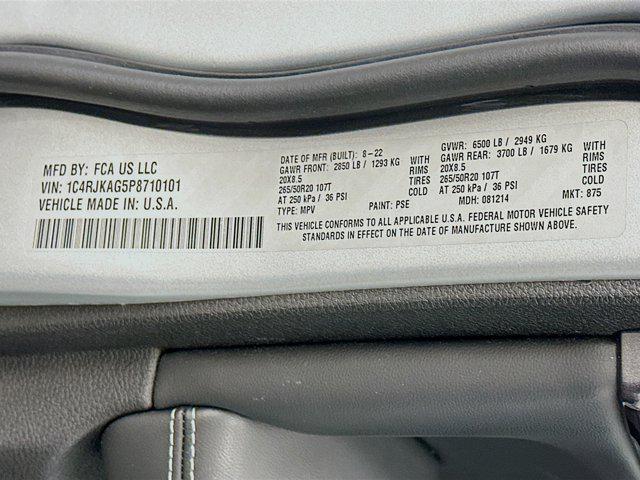 MFD BY: FCA US LLC
VIN: 1C4RJKAG5P8710101
VEHICLE MADE IN: U.S.A.
DATE OF MFR (BUILT): 8-22 GVWR: 6500 LB / 2949 KG
GAWR FRONT: 2850 LB / 1293 KG WITH GAWR REAR: 3700 LB / 1679 KG WITH
20X8.5 RIMS 20X8.5 RIMS
265/50R20 107T TIRES 265/50R20 107T TIRES
AT 250 kPa / 36 PSI COLD AT 250 kPa / 36 PSI COLD
TYPE: MPV PAINT: PSE MDH: 081214 MKT: 875
THIS VEHICLE CONFORMS TO ALL APPLICABLE U.S.A. FEDERAL MOTOR VEHICLE SAFETY
STANDARDS IN EFFECT ON THE DATE OF MANUFACTURE SHOWN ABOVE.